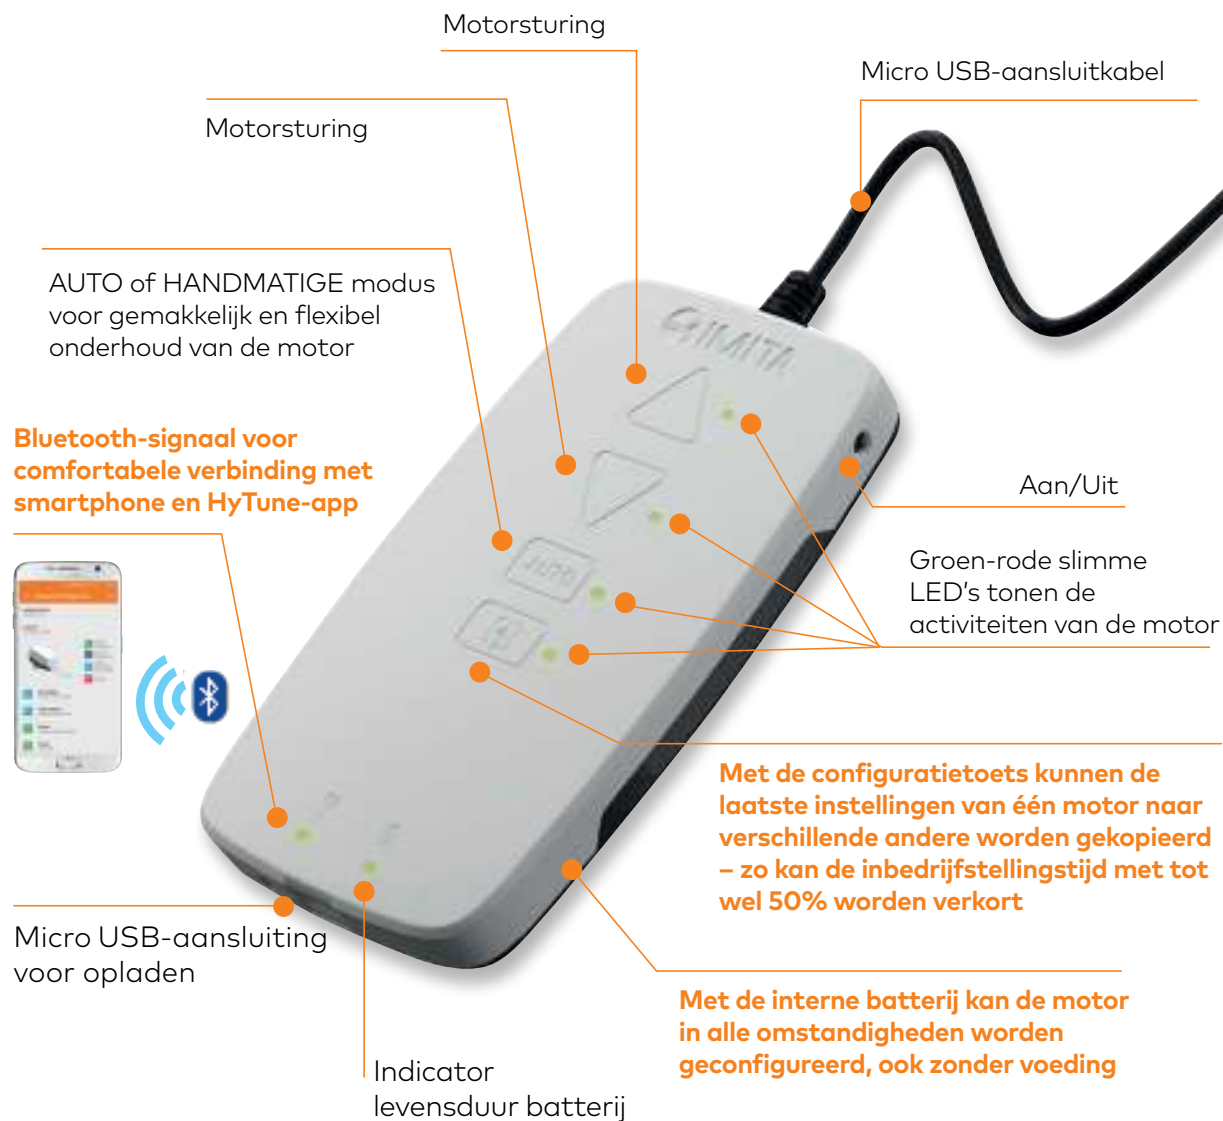 Motorsturing
Micro USB-aansluitkabel
Motorsturing
AUTO of HANDMATIGE modus
voor gemakkelijk en flexibel
onderhoud van de motor
Bluetooth-signaal voor
comfortabele verbinding met
smartphone en HyTune-app
AUTO
Aan/Uit
Groen-rode slimme
LED’s tonen de
activiteiten van de motor
Met de configuratietoets kunnen de
laatste instellingen van één motor naar
verschillende andere worden gekopieerd
– zo kan de inbedrijfstellingstijd met tot
wel 50% worden verkort
Micro USB-aansluiting
voor opladen
Met de interne batterij kan de motor
in alle omstandigheden worden
geconfigureerd, ook zonder voeding
Indicator
levensduur batterij